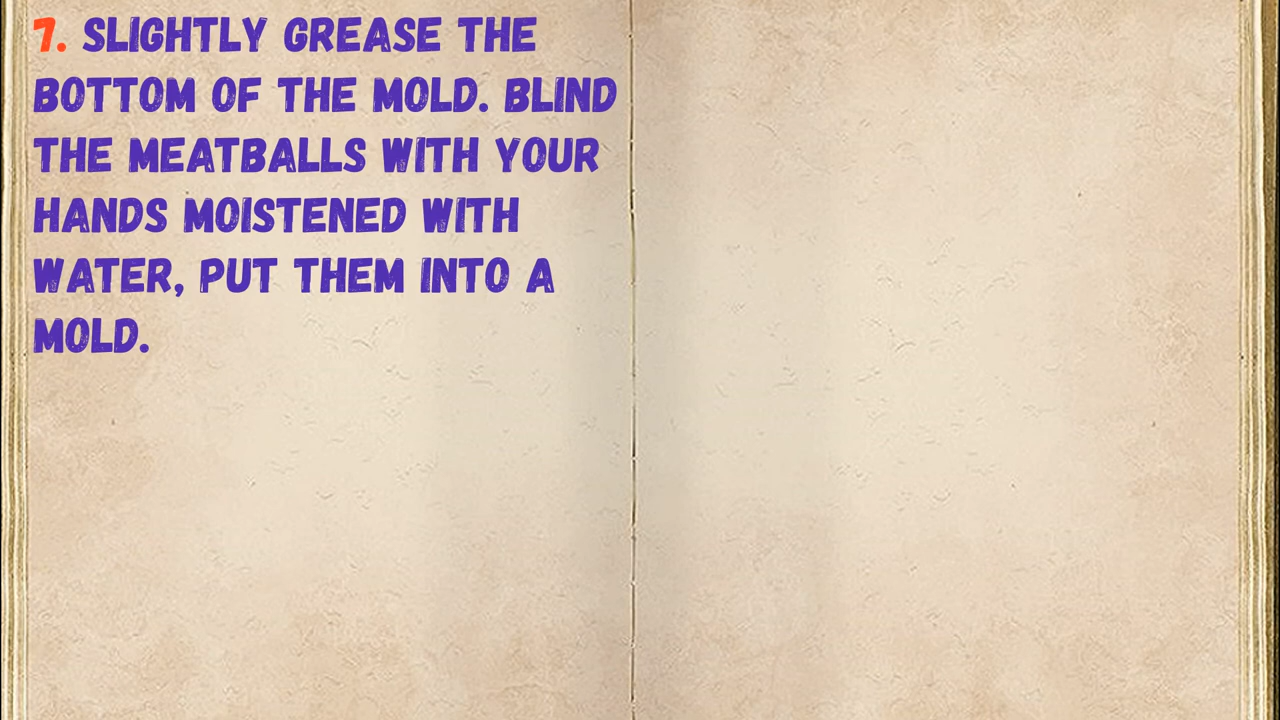 7. SLIGHTLY GREASE THE
BOTTOM OF THE MOLD. BLIND
THE MEATBALLS WITH YOUR
HANDS MOISTENED WITH
WATER, PUT THEM INTO A
MOLD.